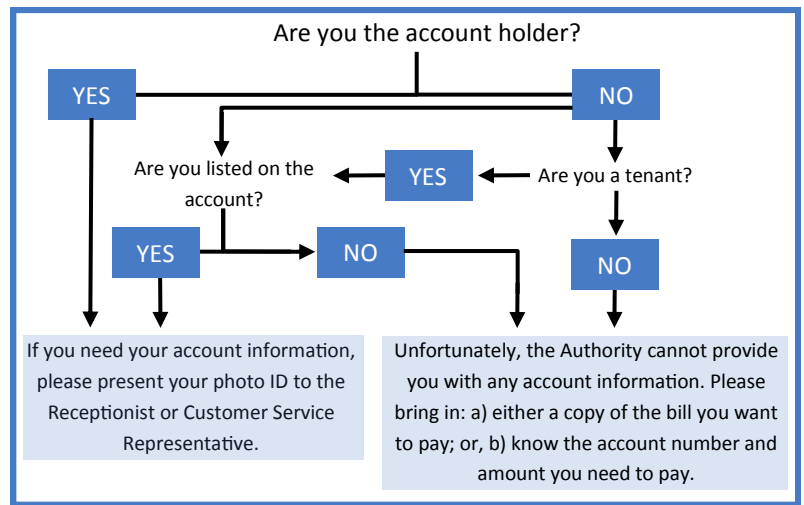 Are you the account holder?
YES
NO
Are you listed on the
account?
YES
Are you a tenant?
YES
NO
NO
If you need your account information,
please present your photo ID to the
Receptionist or Customer Service
Representative.
Unfortunately, the Authority cannot provide
you with any account information. Please
bring in: a) either a copy of the bill you want
to pay; or, b) know the account number and
amount you need to pay.